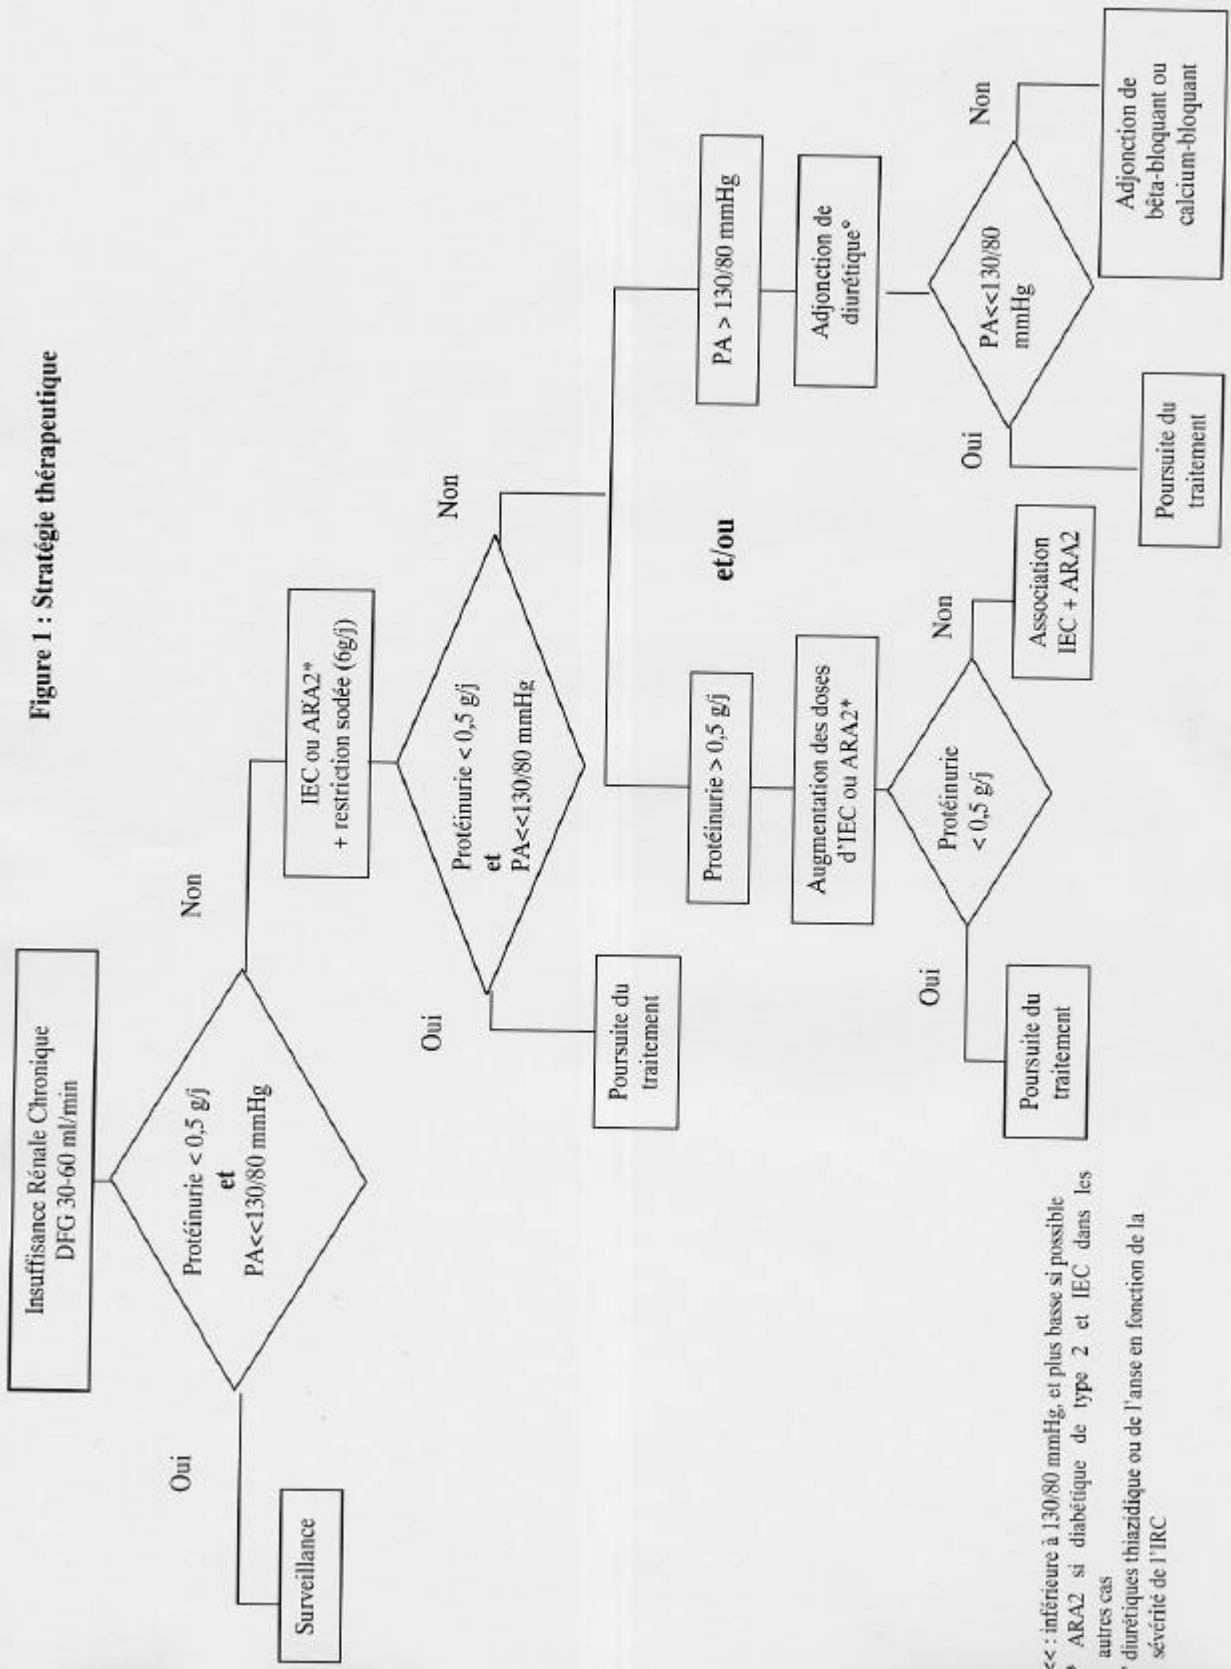 Figure 1 : Stratégie thérapeutique
Insuffisance Rénale Chronique
DFG 30-60 ml/min
Protéinurie < 0,5 g/j
et
PA<<130/80 mmHg
Oui
Non
Surveillance
IEC ou ARA2*
+ restriction sodée (6g/j)
Protéinurie < 0,5 g/j
et
PA<<130/80 mmHg
Oui
Non
Poursuite du
traitement
Protéinurie > 0,5 g/j
et/ou
PA > 130/80 mmHg
Augmentation des doses
d'IEC ou ARA2*
Adjonction de
diurétique°
Protéinurie
< 0,5 g/j
Oui
Non
Poursuite du
traitement
Association
IEC + ARA2
PA<<130/80
mmHg
Oui
Non
Poursuite du
traitement
Adjonction de
bêta-bloquant ou
calcium-bloquant
<< : inférieure à 130/80 mmHg, et plus basse si possible
* ARA2 si diabétique de type 2 et IEC dans les
autres cas
° diurétiques thiazidique ou de l'anse en fonction de la
sévérité de l'IRC